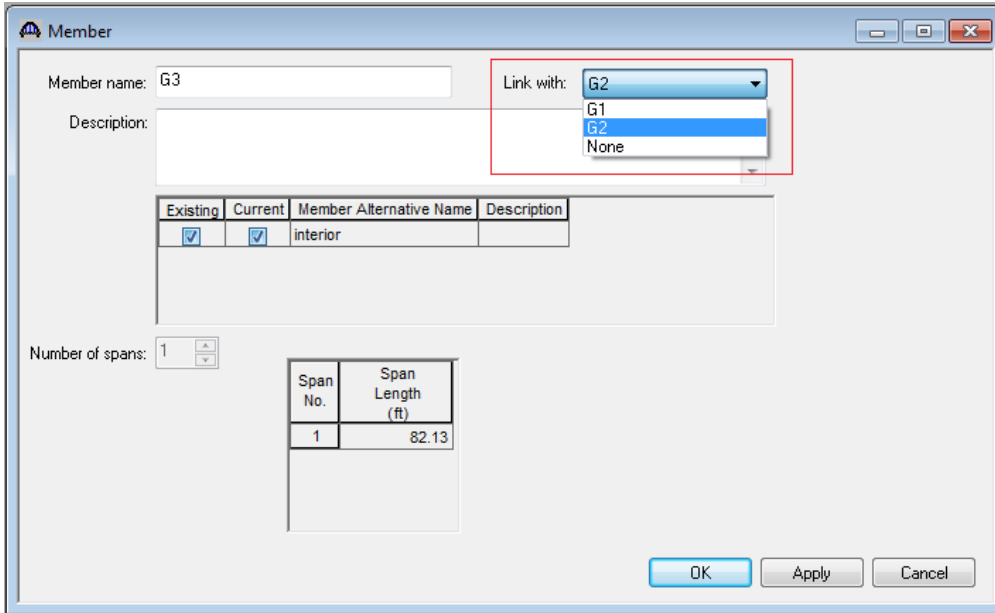 Member
Member name: G3
Link with: G2
G1
G2
None
Description:
Existing Current Member Alternative Name Description
interior
Number of spans: 1
Span No. Span Length (ft)
1 82.13
OK Apply Cancel